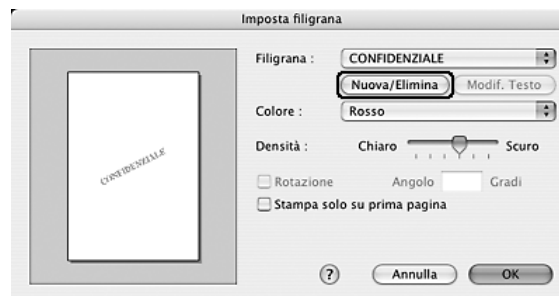 Imposta filigrana
Filigrana : CONFIDENZIALE
Nuova/Elimina Modif. Testo
Colore : Rosso
Densità : Chiaro Scuro
CONFIDENZIALE
Rotazione Angolo Gradi
Stampa solo su prima pagina
? Annulla OK